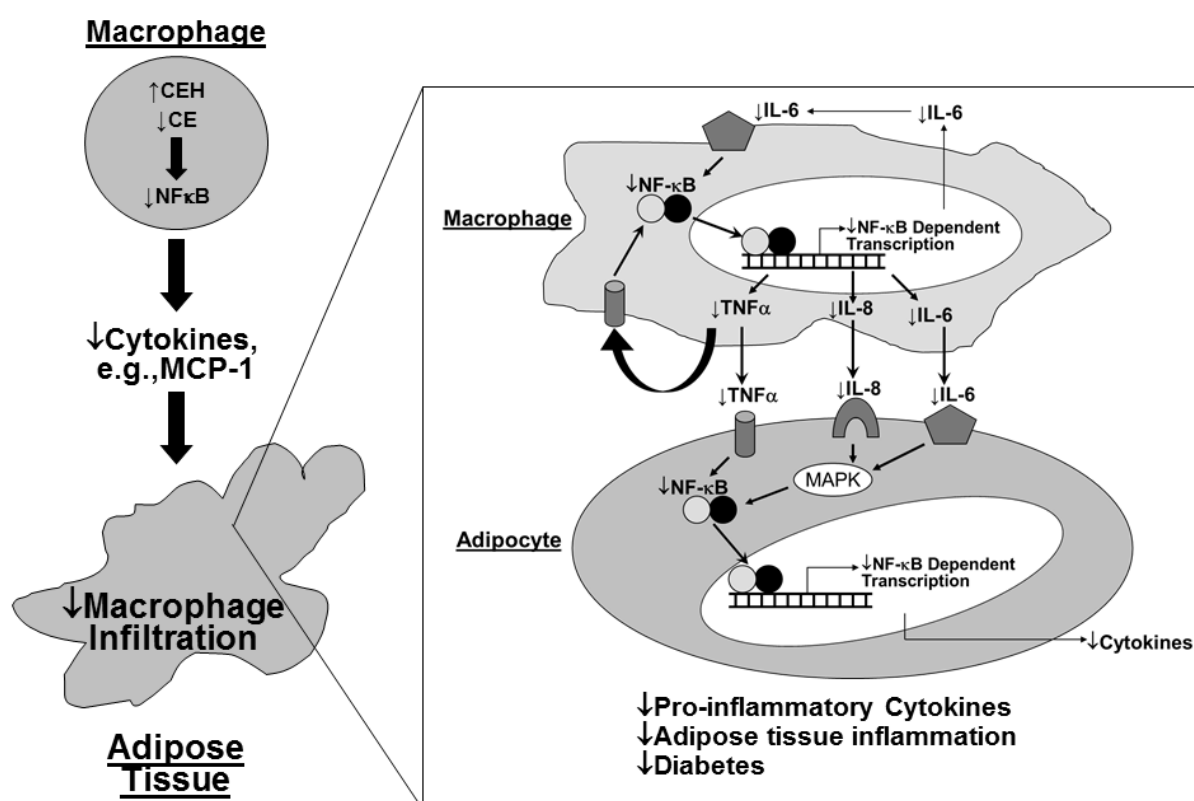 Macrophage
↑CEH
↓CE
↓NFκB
↓Cytokines,
e.g.,MCP-1
↓Macrophage
Infiltration
Adipose
Tissue
↓IL-6
↓IL-6
↓NF-κB
Macrophage
↓NF-κB Dependent
Transcription
↓TNFα
↓IL-8
↓IL-6
↓TNFα
↓IL-8
↓IL-6
MAPK
↓NF-κB
Adipocyte
↓NF-κB Dependent
Transcription
↓Cytokines
↓Pro-inflammatory Cytokines
↓Adipose tissue inflammation
↓Diabetes